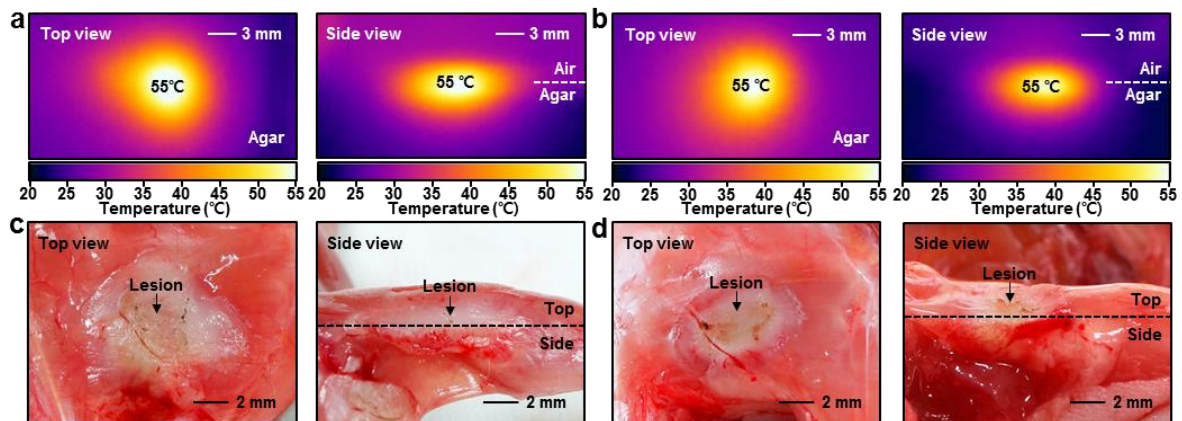 a
Top view
3 mm
55℃
Agar
Side view
3 mm
55 ℃
Air
Agar
b
Top view
3 mm
55 ℃
Agar
Side view
3 mm
55 ℃
Air
Agar
20 25 30 35 40 45 50 55
Temperature (℃)
20 25 30 35 40 45 50 55
Temperature (℃)
20 25 30 35 40 45 50 55
Temperature (℃)
20 25 30 35 40 45 50 55
Temperature (℃)
c
Top view
Lesion
2 mm
Side view
Lesion
Top
Side
2 mm
d
Top view
Lesion
2 mm
Side view
Lesion
Top
Side
2 mm